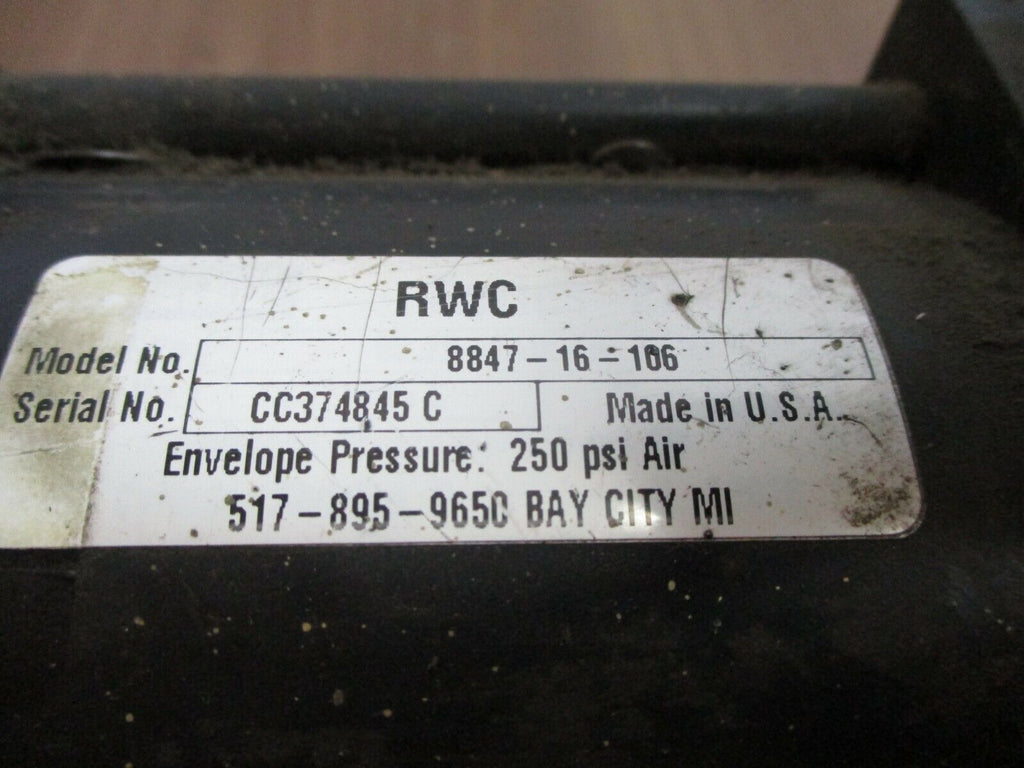 RWC
Model No. 8847-16-106
Serial No. CC374845 C Made in U.S.A.
Envelope Pressure: 250 psi Air
517-895-9650 BAY CITY MI